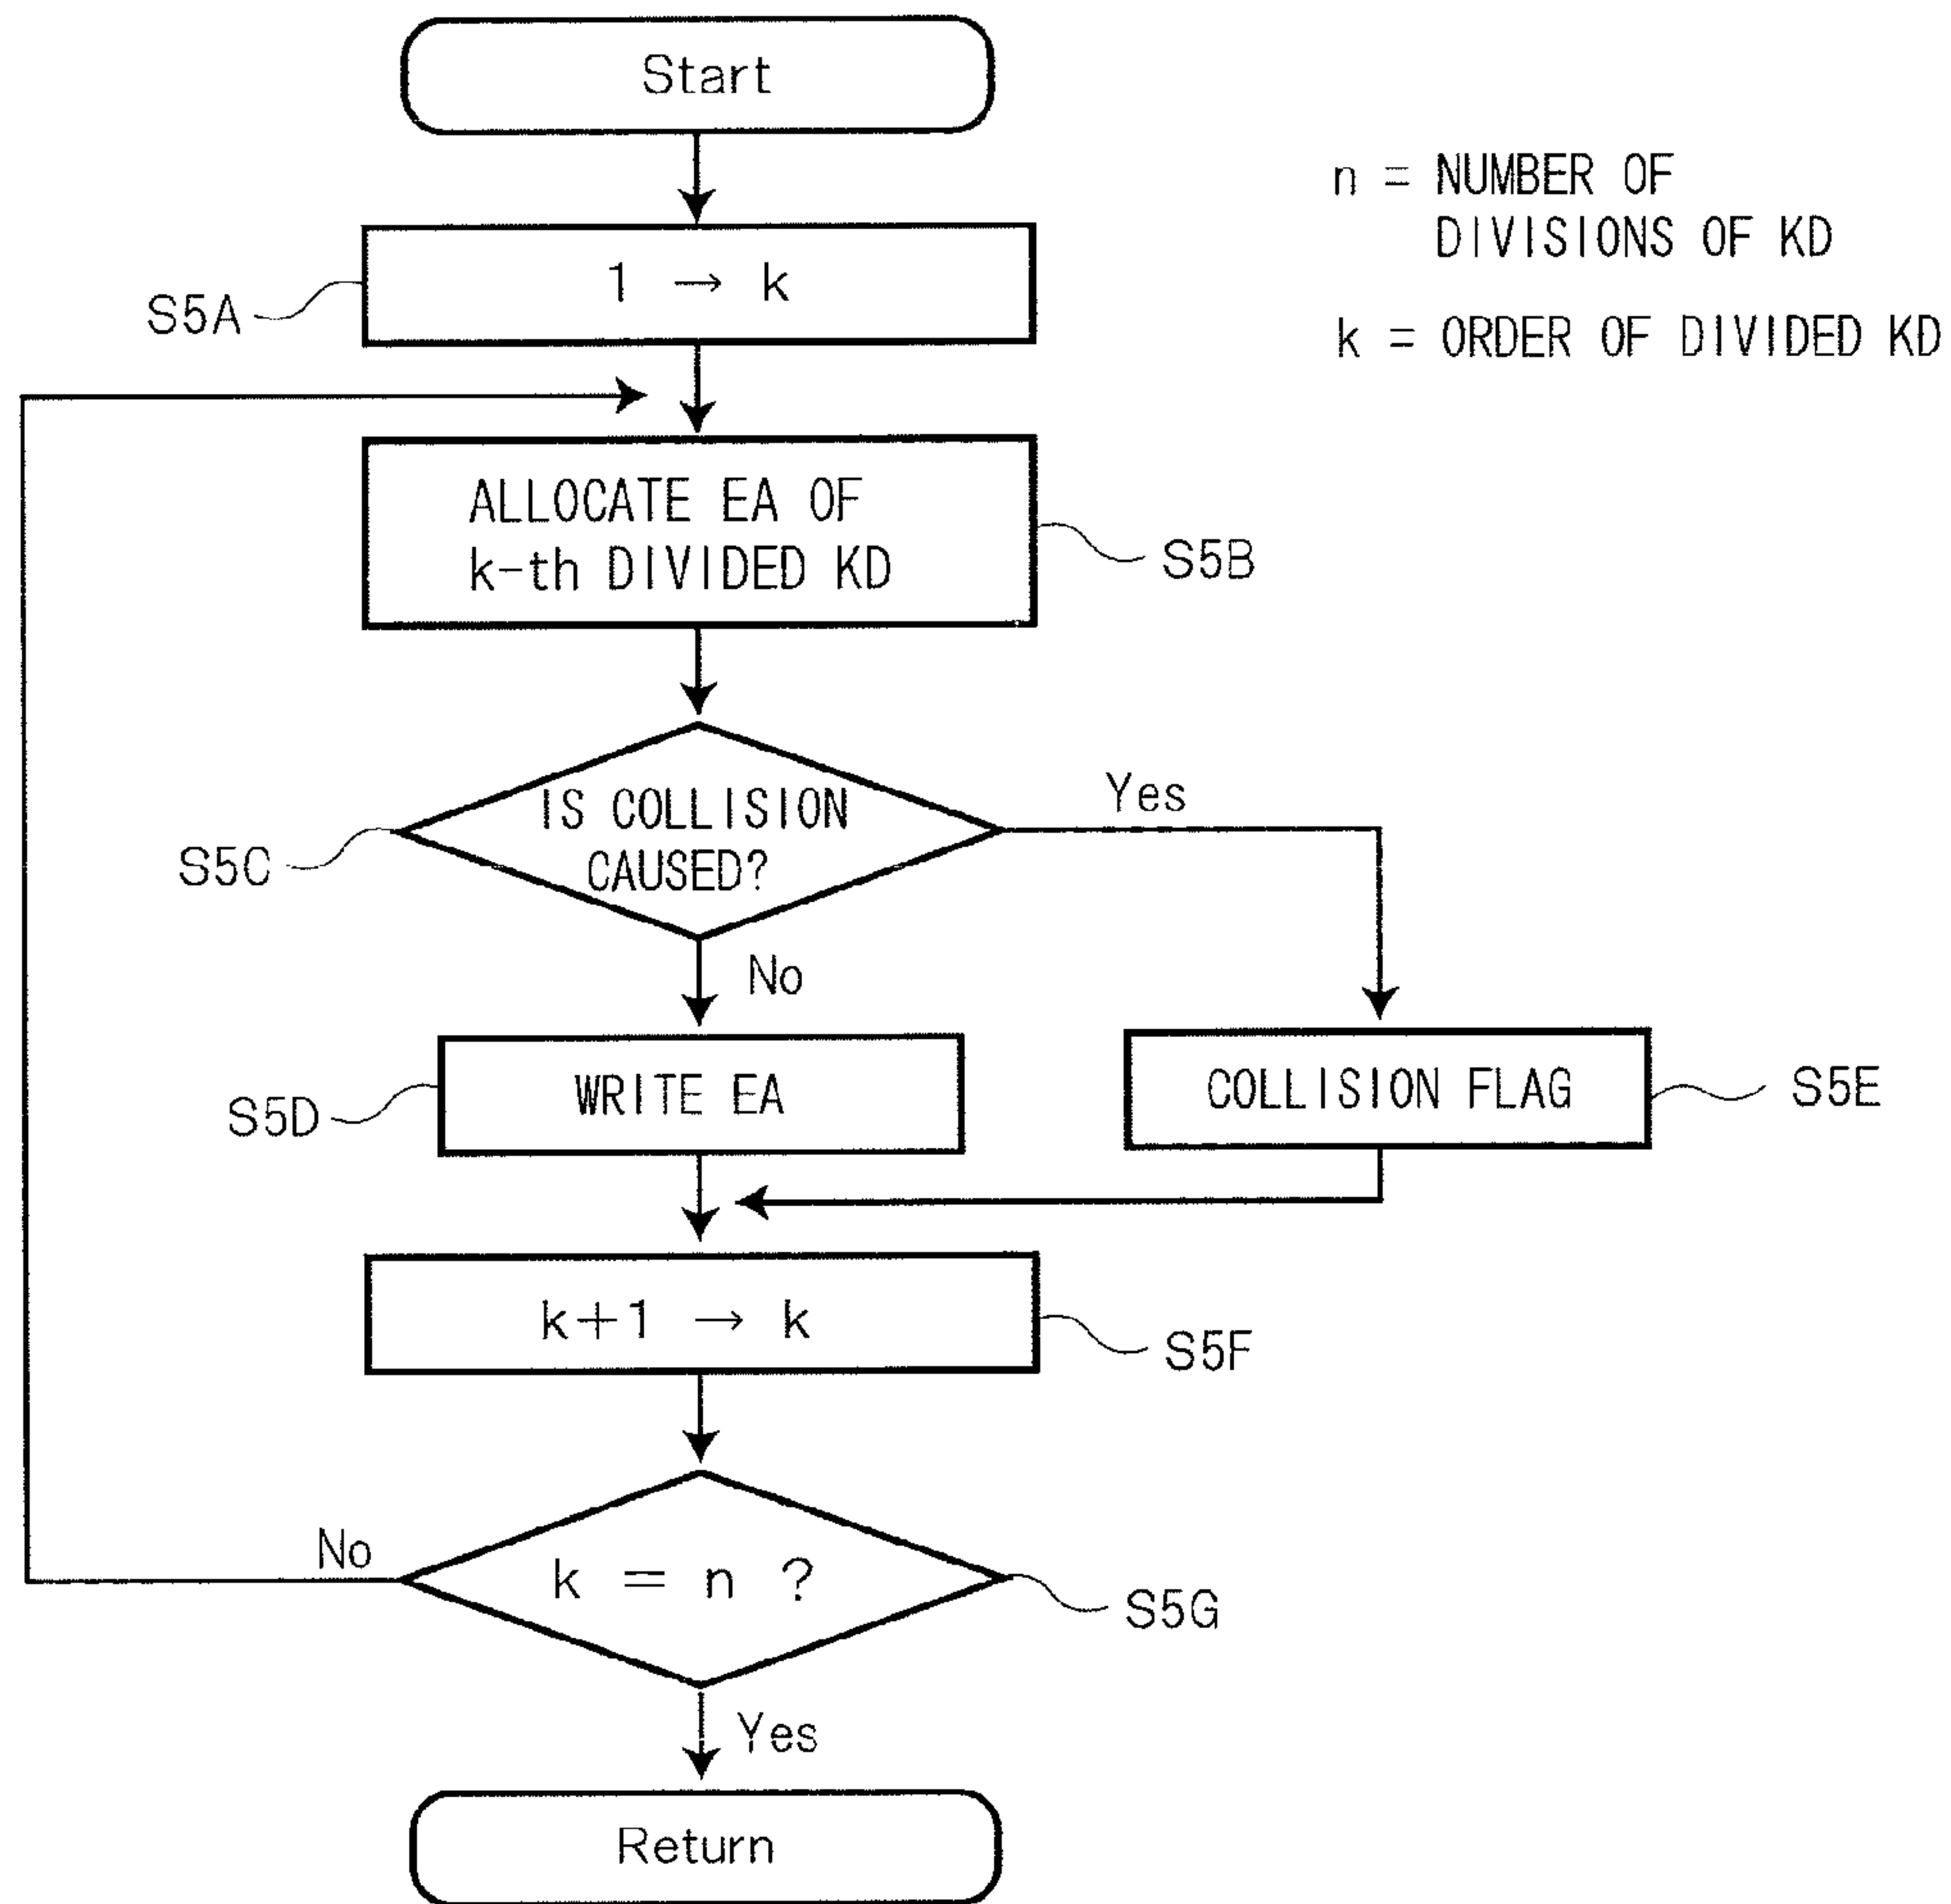 Start
n = NUMBER OF
DIVISIONS OF KD
k = ORDER OF DIVIDED KD
1 → k
S5A
ALLOCATE EA OF
k-th DIVIDED KD
S5B
IS COLLISION
CAUSED?
S5C
Yes
No
WRITE EA
S5D
COLLISION FLAG
S5E
k+1 → k
S5F
k = n ?
S5G
No
Yes
Return